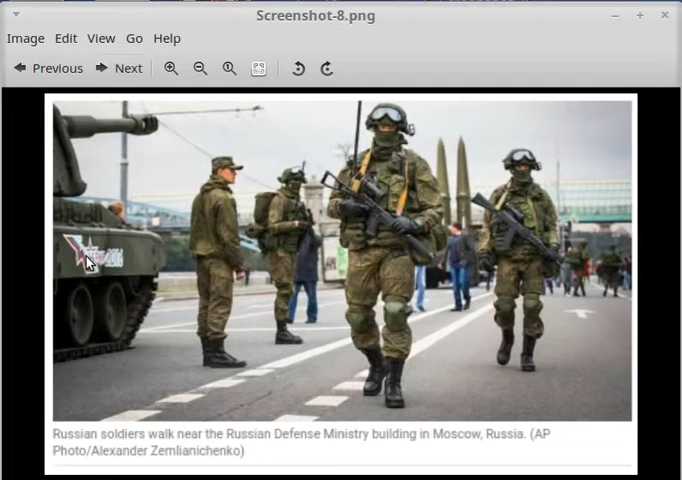 Screenshot-8.png
Image Edit View Go Help
Previous Next
Russian soldiers walk near the Russian Defense Ministry building in Moscow, Russia. (AP
Photo/Alexander Zemlianichenko)